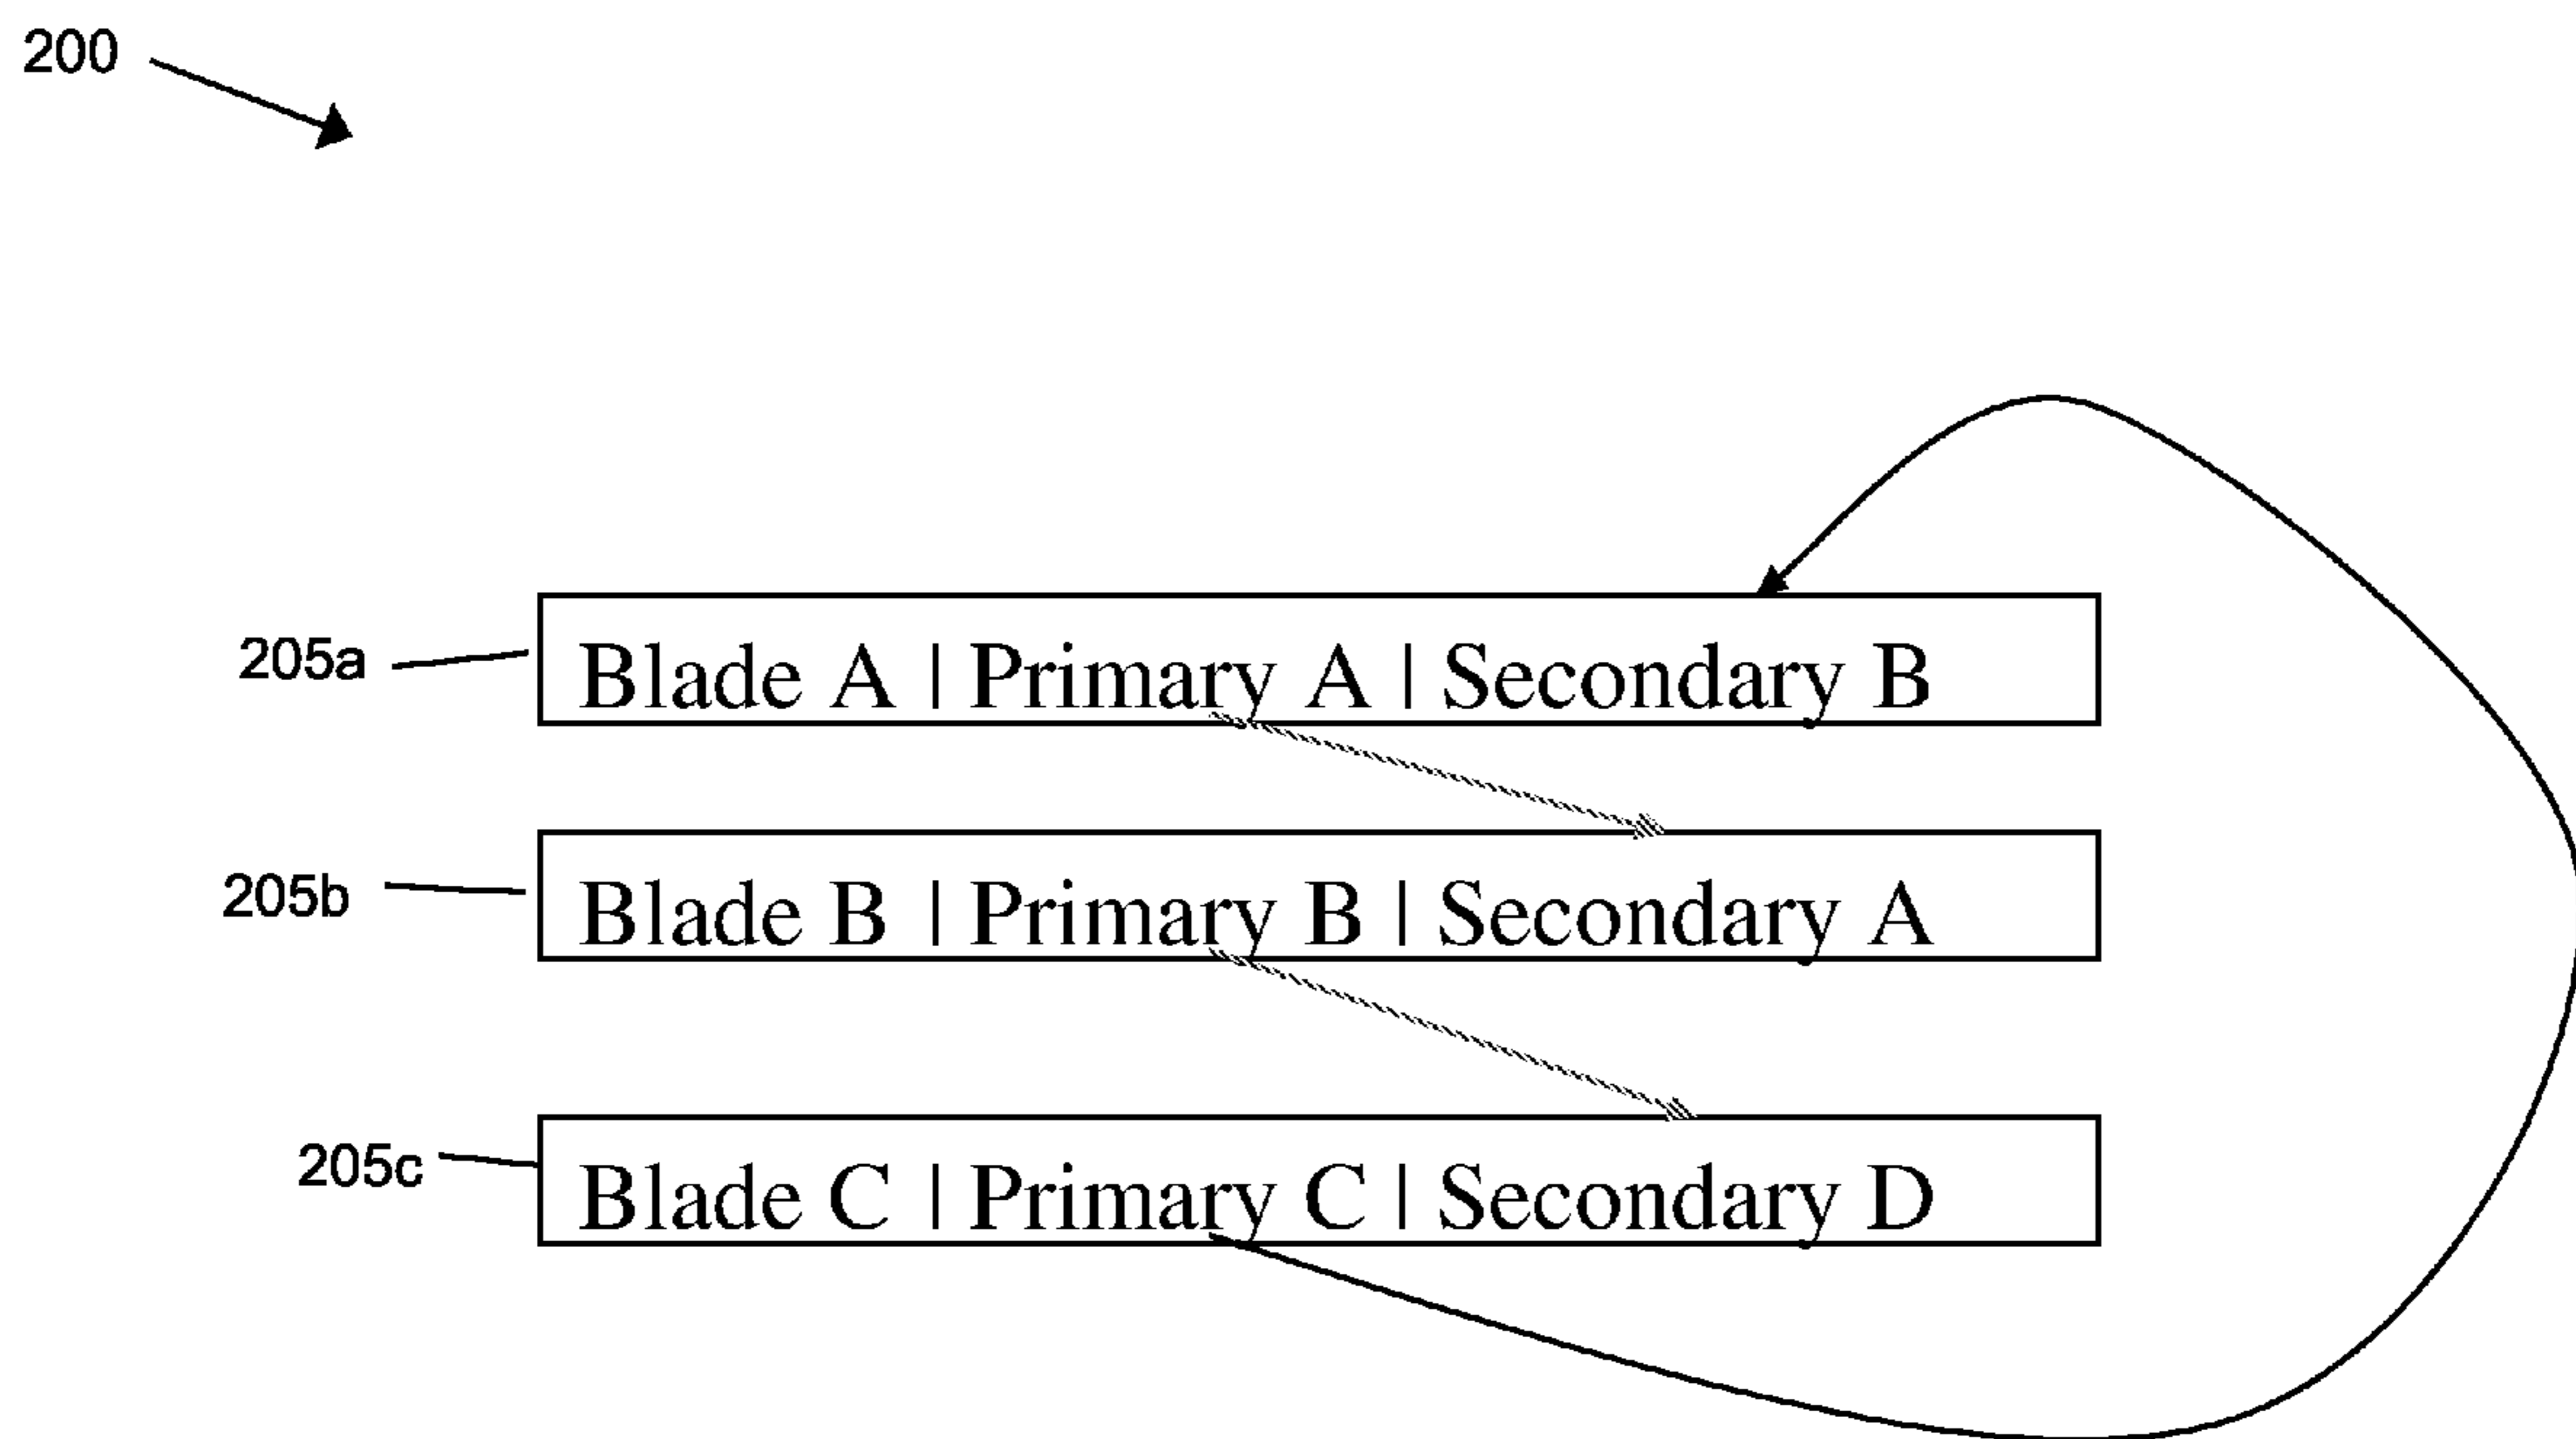 200
205a
Blade A | Primary A | Secondary B
205b
Blade B | Primary B | Secondary A
205c
Blade C | Primary C | Secondary D